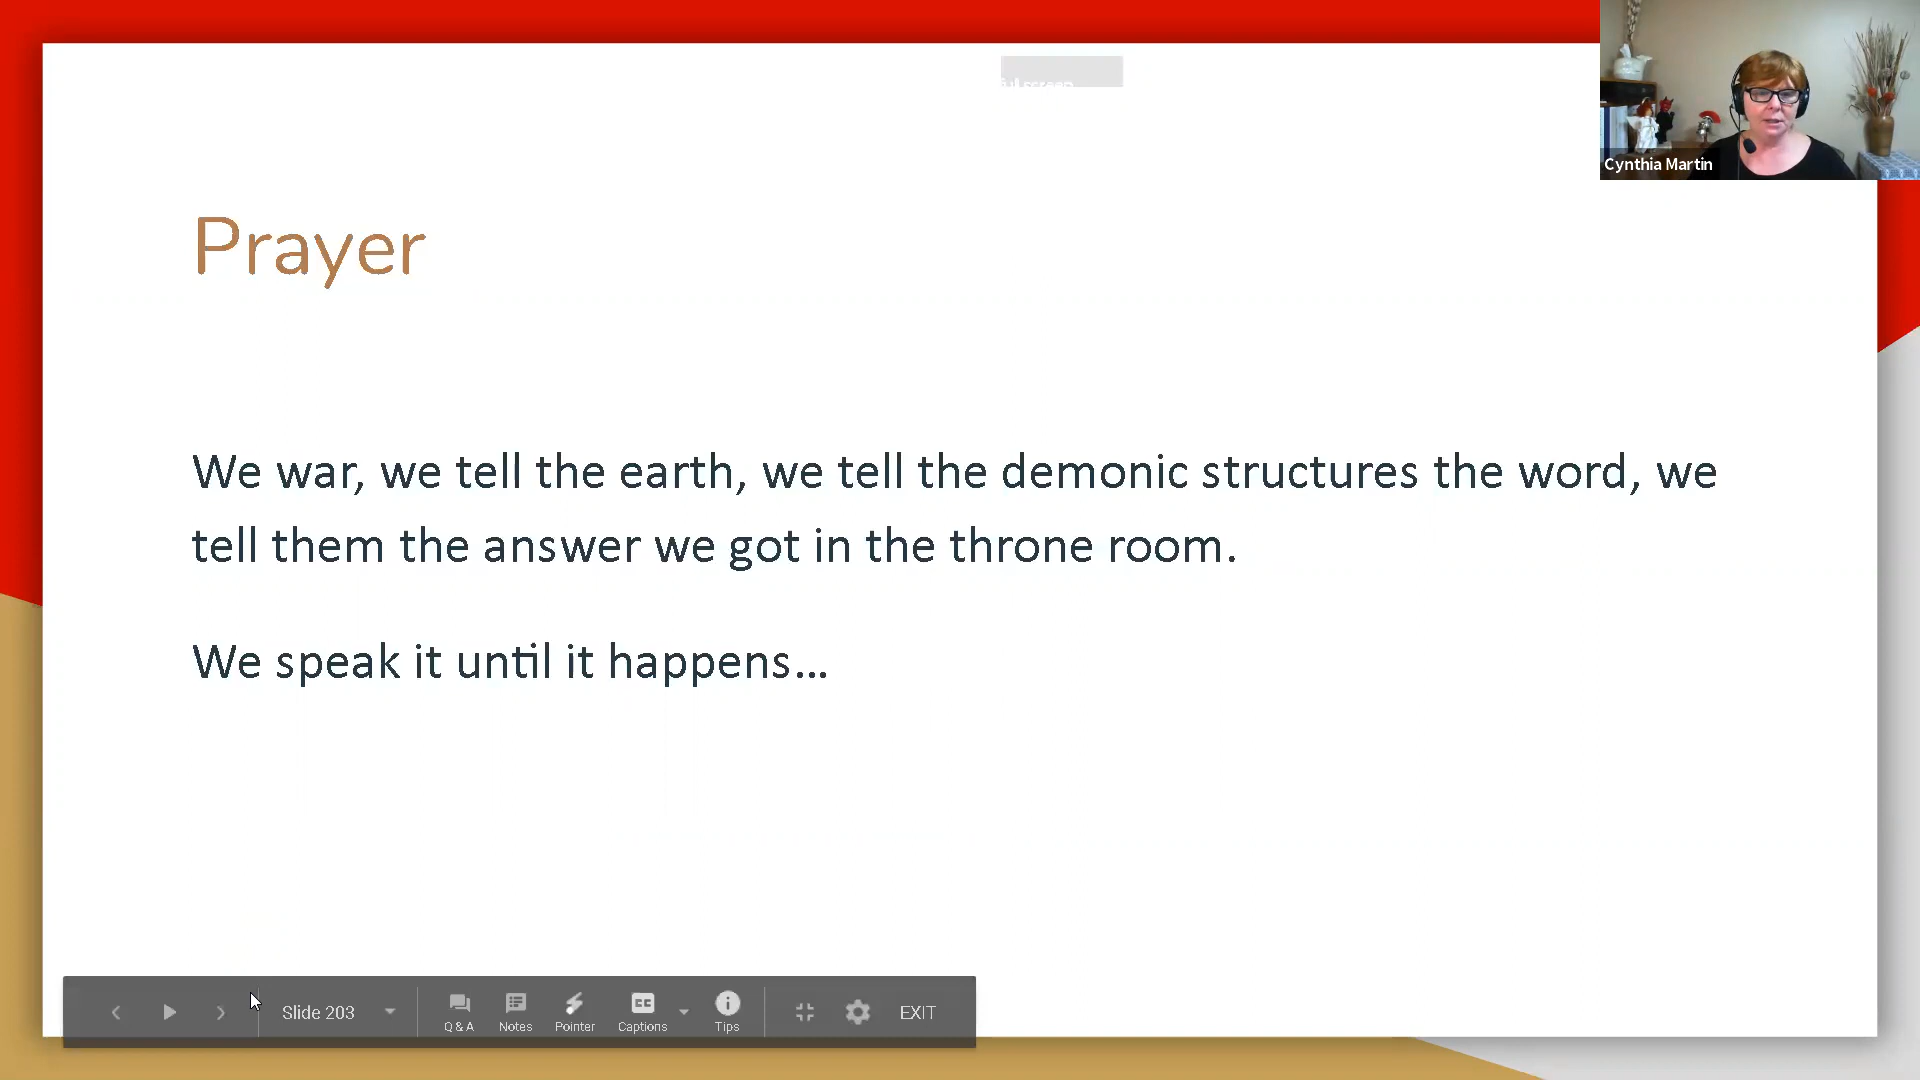 Cynthia Martin
Prayer
We war, we tell the earth, we tell the demonic structures the word, we
tell them the answer we got in the throne room.
We speak it until it happens...
Slide 203
Q & A
Notes
Pointer
Captions
Tips
EXIT